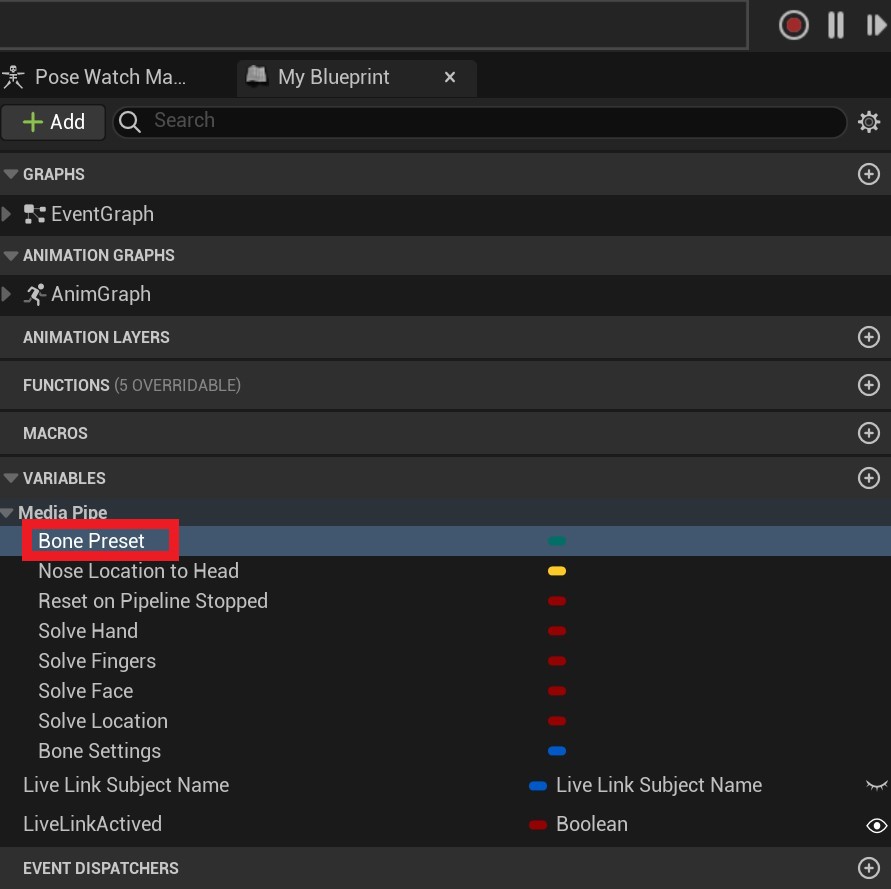 Pose Watch Ma...
My Blueprint
Add
Search
GRAPHS
EventGraph
ANIMATION GRAPHS
AnimGraph
ANIMATION LAYERS
FUNCTIONS (5 OVERRIDABLE)
MACROS
VARIABLES
Media Pipe
Bone Preset
Nose Location to Head
Reset on Pipeline Stopped
Solve Hand
Solve Fingers
Solve Face
Solve Location
Bone Settings
Live Link Subject Name Live Link Subject Name
LiveLinkActived Boolean
EVENT DISPATCHERS